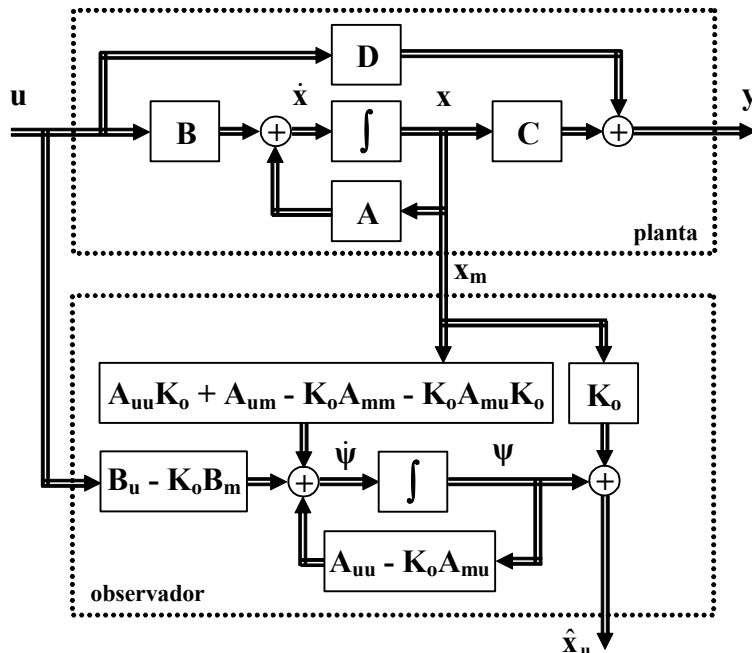 D
u
ẋ
x
y
B
+
∫
C
+
A
planta
x_m
A_uu K_o + A_um - K_o A_mm - K_o A_mu K_o
K_o
ψ̇
ψ
B_u - K_o B_m
+
∫
+
A_uu - K_o A_mu
observador
x̂_u